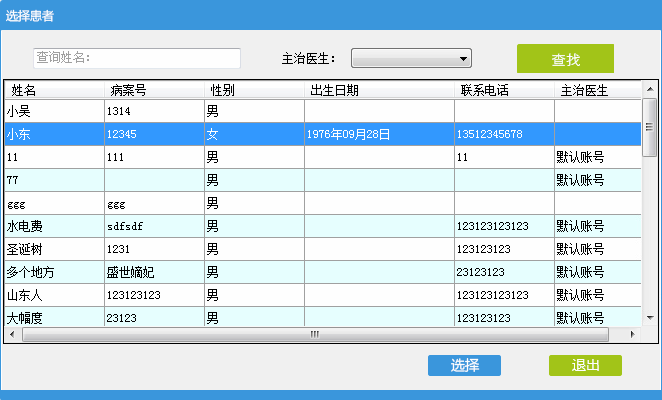 选择患者
查询姓名： 主治医生： 查找
姓名 病案号 性别 出生日期 联系电话 主治医生
小吴 1314 男
小东 12345 女 1976年09月28日 13512345678
11 111 男 11 默认账号
77 男 默认账号
ggg ggg 男
水电费 sdfsdf 男 123123123123 默认账号
圣诞树 1231 男 123123123 默认账号
多个地方 盛世嫡妃 男 23123123 默认账号
山东人 123123123 男 123123123123 默认账号
大幅度 23123 男 123123123 默认账号
选择 退出